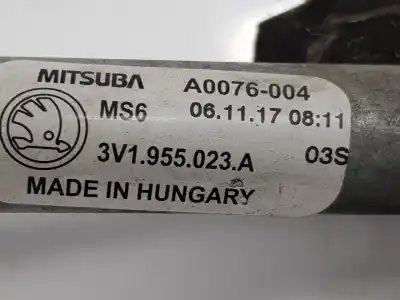 MITSUBA A0076-004
MS6 06.11.17 08:11
3V1.955.023.A 03S
MADE IN HUNGARY